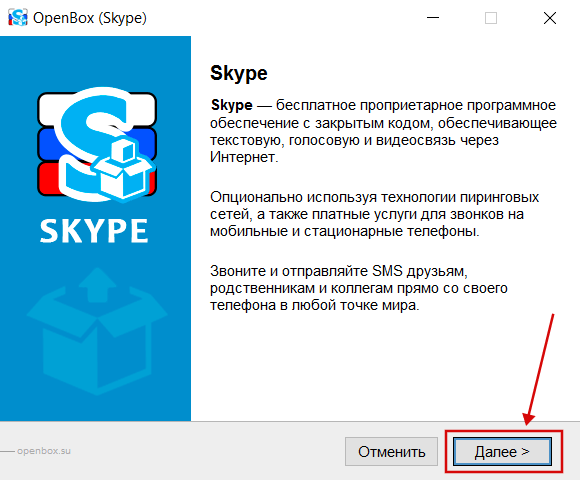 OpenBox (Skype)
SKYPE
Skype
Skype — бесплатное проприетарное программное
обеспечение с закрытым кодом, обеспечивающее
текстовую, голосовую и видеосвязь через
Интернет.
Опционально используя технологии пиринговых
сетей, а также платные услуги для звонков на
мобильные и стационарные телефоны.
Звоните и отправляйте SMS друзьям,
родственникам и коллегам прямо со своего
телефона в любой точке мира.
openbox.su
Отменить
Далее >